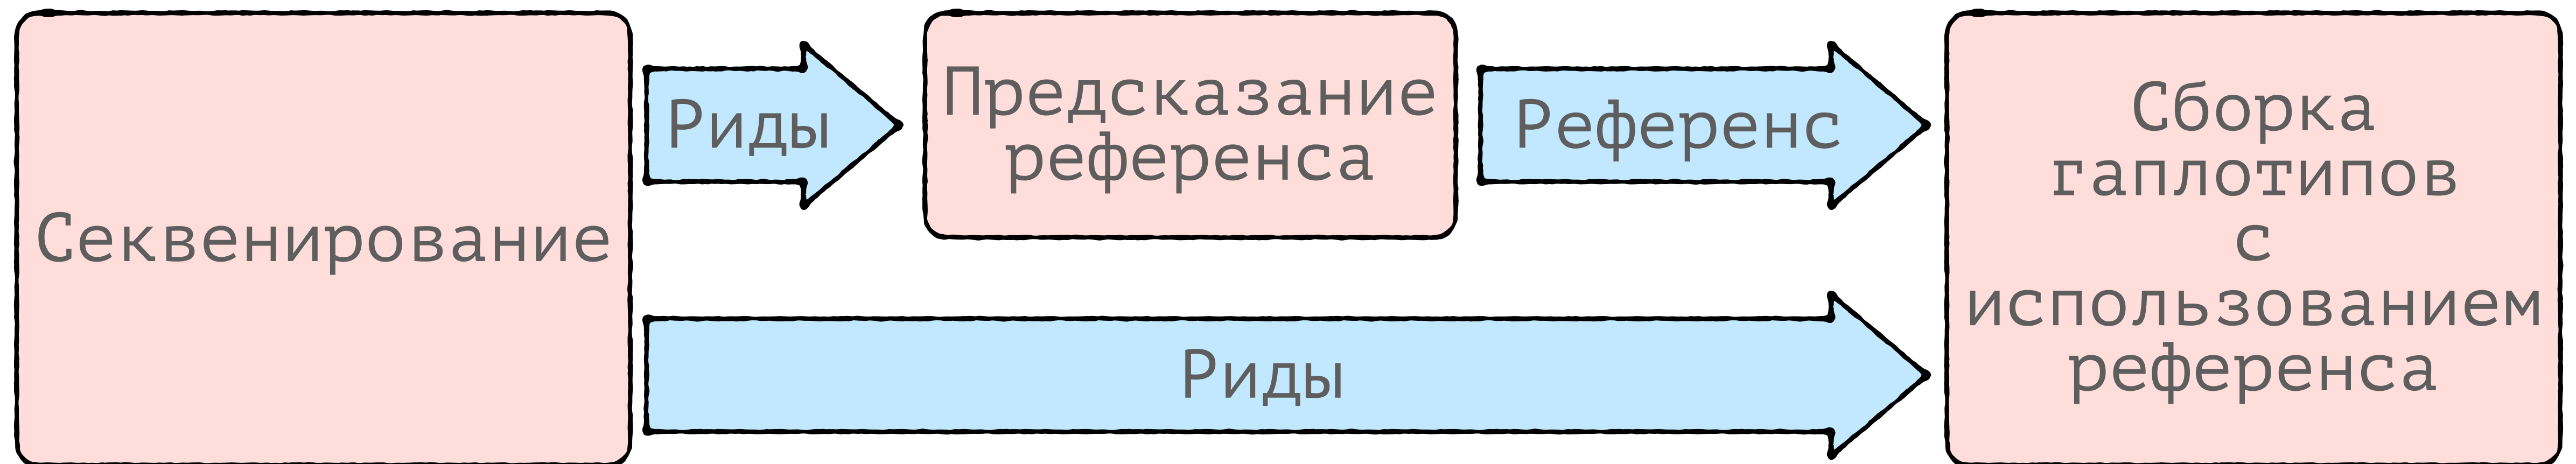 Секвенирование
Риды
Предсказание
референса
Референс
Риды
Сборка
гаплотипов
с
использованием
референса